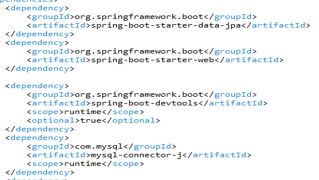 <dependency>
<groupId>org.springframework.boot</groupId>
<artifactId>spring-boot-starter-data-jpa</artifactId>
</dependency>
<dependency>
<groupId>org.springframework.boot</groupId>
<artifactId>spring-boot-starter-web</artifactId>
</dependency>
<dependency>
<groupId>org.springframework.boot</groupId>
<artifactId>spring-boot-devtools</artifactId>
<scope>runtime</scope>
<optional>true</optional>
</dependency>
<dependency>
<groupId>com.mysql</groupId>
<artifactId>mysql-connector-j</artifactId>
<scope>runtime</scope>
</dependency>